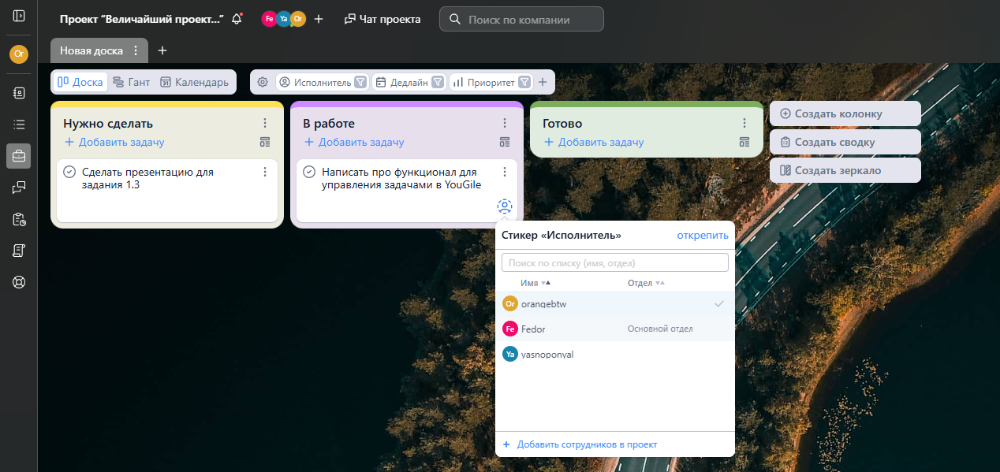 Проект “Величайший проект...”
Fe Ya Or
Чат проекта
Поиск по компании
Or
Новая доска
Доска
Гант
31 Календарь
Исполнитель
Дедлайн
Приоритет
Нужно сделать
Добавить задачу
Сделать презентацию для
задания 1.3
В работе
Добавить задачу
Написать про функционал для
управления задачами в YouGile
Готово
Добавить задачу
Создать колонку
Создать сводку
Создать зеркало
Стикер «Исполнитель»
открепить
Поиск по списку (имя, отдел)
Имя
Отдел
Or orangebtw
Fe Fedor
Основной отдел
Ya yasnoponyal
+ Добавить сотрудников в проект